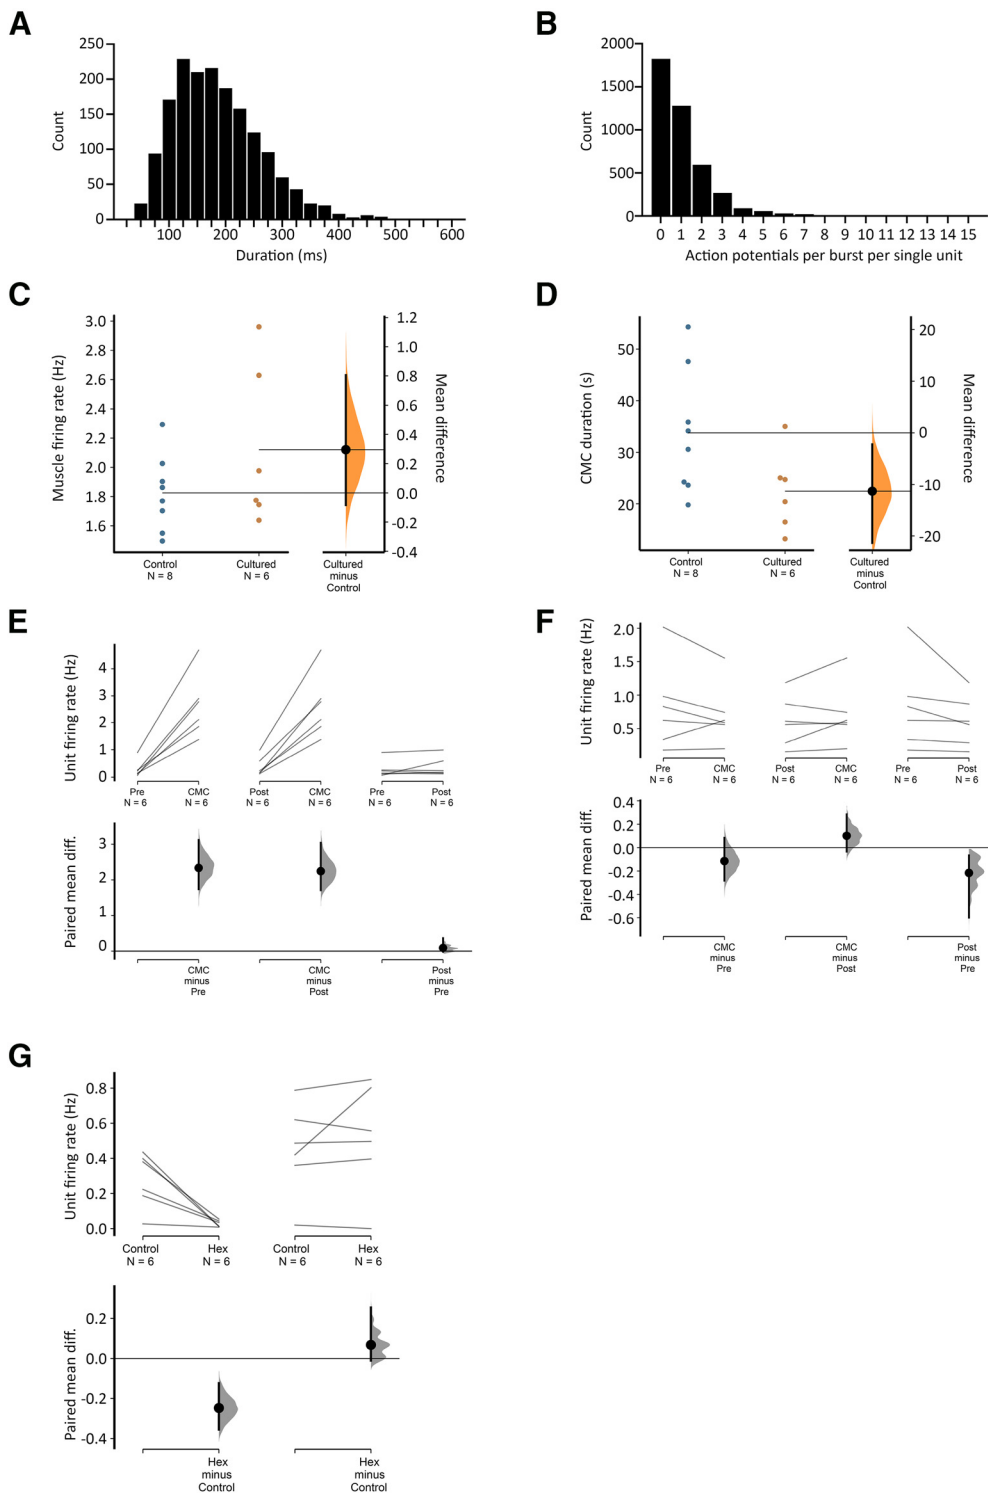 A
250
200
150
100
50
0
Count
100 200 300 400 500 600
Duration (ms)
B
2000
1500
1000
500
0
Count
0 1 2 3 4 5 6 7 8 9 10 11 12 13 14 15
Action potentials per burst per single unit
C
Muscle firing rate (Hz)
3.0
2.8
2.6
2.4
2.2
2.0
1.8
1.6
1.2
1.0
0.8
0.6
0.4
0.2
0.0
-0.2
-0.4
Mean difference
Control
N = 8
Cultured
N = 6
Cultured
minus
Control
D
CMC duration (s)
50
40
30
20
20
10
0
-10
-20
Mean difference
Control
N = 8
Cultured
N = 6
Cultured
minus
Control
E
Unit firing rate (Hz)
4
3
2
1
0
Pre CMC Post CMC Pre Post
N = 6 N = 6 N = 6 N = 6 N = 6 N = 6
Paired mean diff.
3
2
1
0
CMC
minus
Pre
CMC
minus
Post
Post
minus
Pre
F
Unit firing rate (Hz)
2.0
1.5
1.0
0.5
Pre CMC Post CMC Pre Post
N = 6 N = 6 N = 6 N = 6 N = 6 N = 6
Paired mean diff.
0.4
0.2
0.0
-0.2
-0.4
-0.6
CMC
minus
Pre
CMC
minus
Post
Post
minus
Pre
G
Unit firing rate (Hz)
0.8
0.6
0.4
0.2
0.0
Control Hex Control Hex
N = 6 N = 6 N = 6 N = 6
Paired mean diff.
0.2
0.0
-0.2
-0.4
Hex
minus
Control
Hex
minus
Control